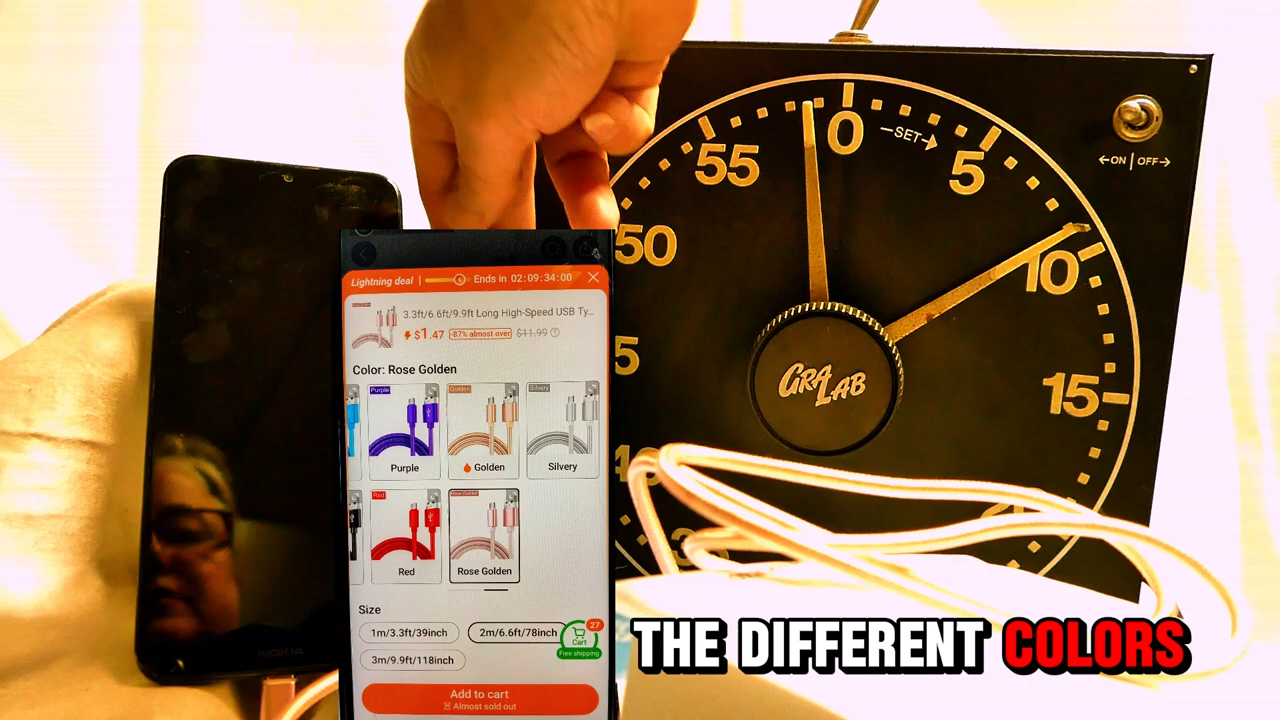 Lightning deal | Ends in 02:09:34:00
3.3ft/6.6ft/9.9ft Long High-Speed USB Ty...
$1.47 -87% almost over $11.99
Color: Rose Golden
Purple
Golden
Silvery
Purple
Golden
Silvery
Red
Rose Golden
Red
Rose Golden
Size
1m/3.3ft/39inch
2m/6.6ft/78inch
3m/9.9ft/118inch
27
Cart
Free shipping
Add to cart
Almost sold out
NOKIA
0
SET
5
10
15
50
55
ON | OFF
GRALAB
THE DIFFERENT COLORS